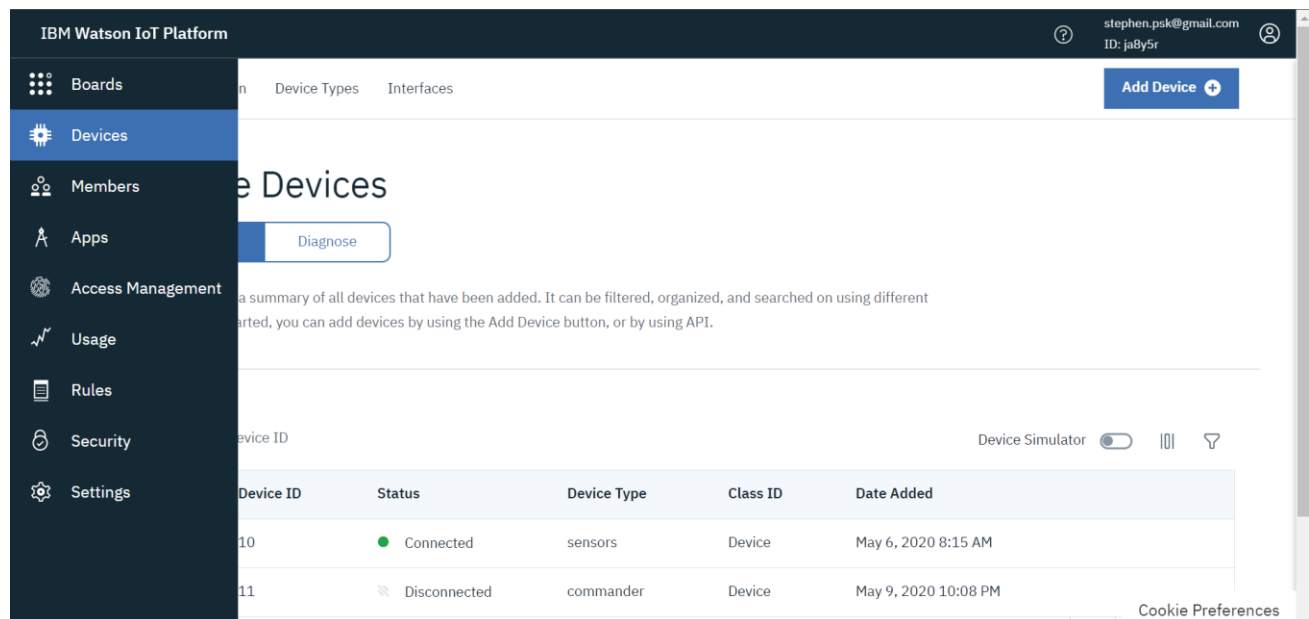 IBM Watson IoT Platform
stephen.psk@gmail.com
ID: ja8y5r
Boards
Devices
Members
Apps
Access Management
Usage
Rules
Security
Settings
n Device Types Interfaces
Add Device
e Devices
Diagnose
a summary of all devices that have been added. It can be filtered, organized, and searched on using different
arted, you can add devices by using the Add Device button, or by using API.
evice ID
Device Simulator
Device ID Status Device Type Class ID Date Added
10 Connected sensors Device May 6, 2020 8:15 AM
11 Disconnected commander Device May 9, 2020 10:08 PM
Cookie Preferences